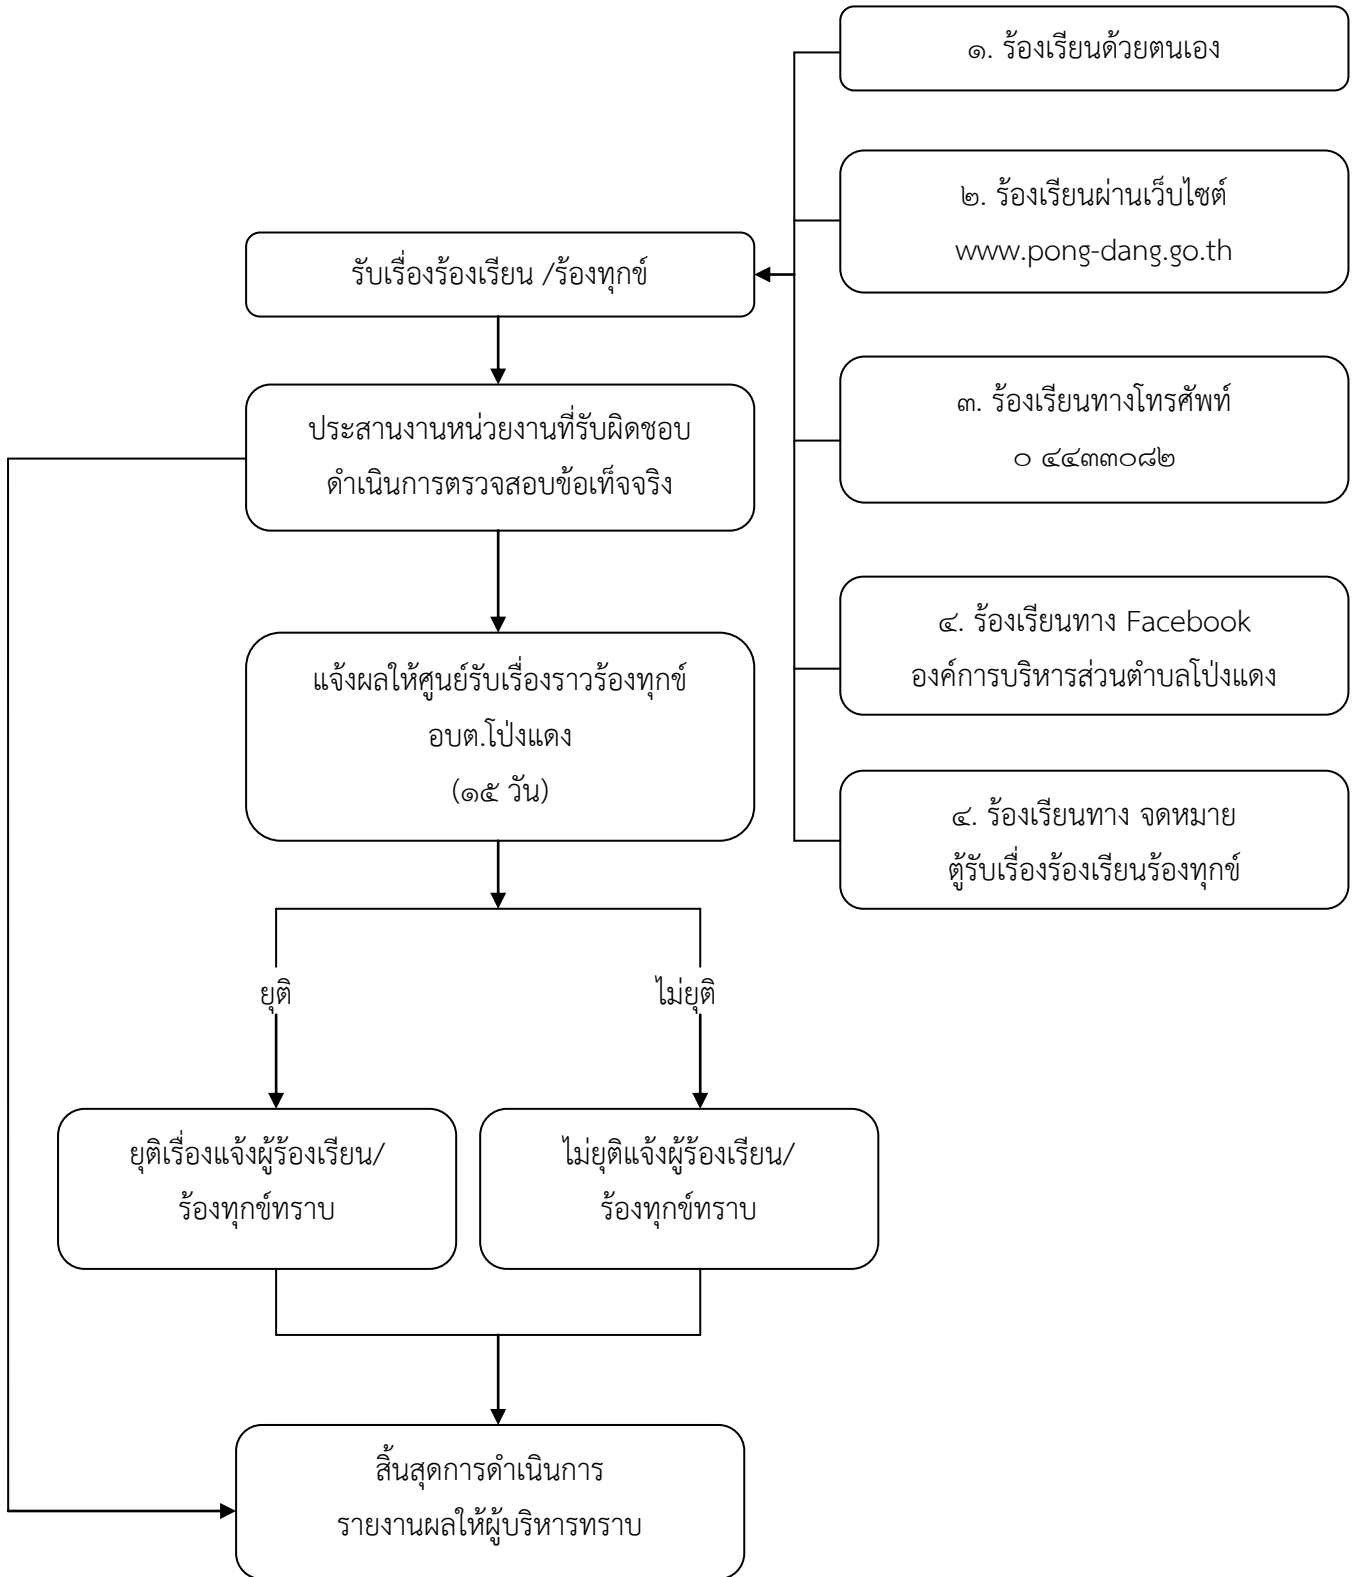 ๑. ร้องเรียนด้วยตนเอง
๒. ร้องเรียนผ่านเว็บไซต์
www.pong-dang.go.th
รับเรื่องร้องเรียน /ร้องทุกข์
๓. ร้องเรียนทางโทรศัพท์
๐ ๔๔๓๓๐๘๒
ประสานงานหน่วยงานที่รับผิดชอบ
ดำเนินการตรวจสอบข้อเท็จจริง
๔. ร้องเรียนทาง Facebook
องค์การบริหารส่วนตำบลโป่งแดง
แจ้งผลให้ศูนย์รับเรื่องราวร้องทุกข์
อบต.โป่งแดง
(๑๕ วัน)
๔. ร้องเรียนทาง จดหมาย
ตู้รับเรื่องร้องเรียนร้องทุกข์
ยุติ
ไม่ยุติ
ยุติเรื่องแจ้งผู้ร้องเรียน/
ร้องทุกข์ทราบ
ไม่ยุติแจ้งผู้ร้องเรียน/
ร้องทุกข์ทราบ
สิ้นสุดการดำเนินการ
รายงานผลให้ผู้บริหารทราบ